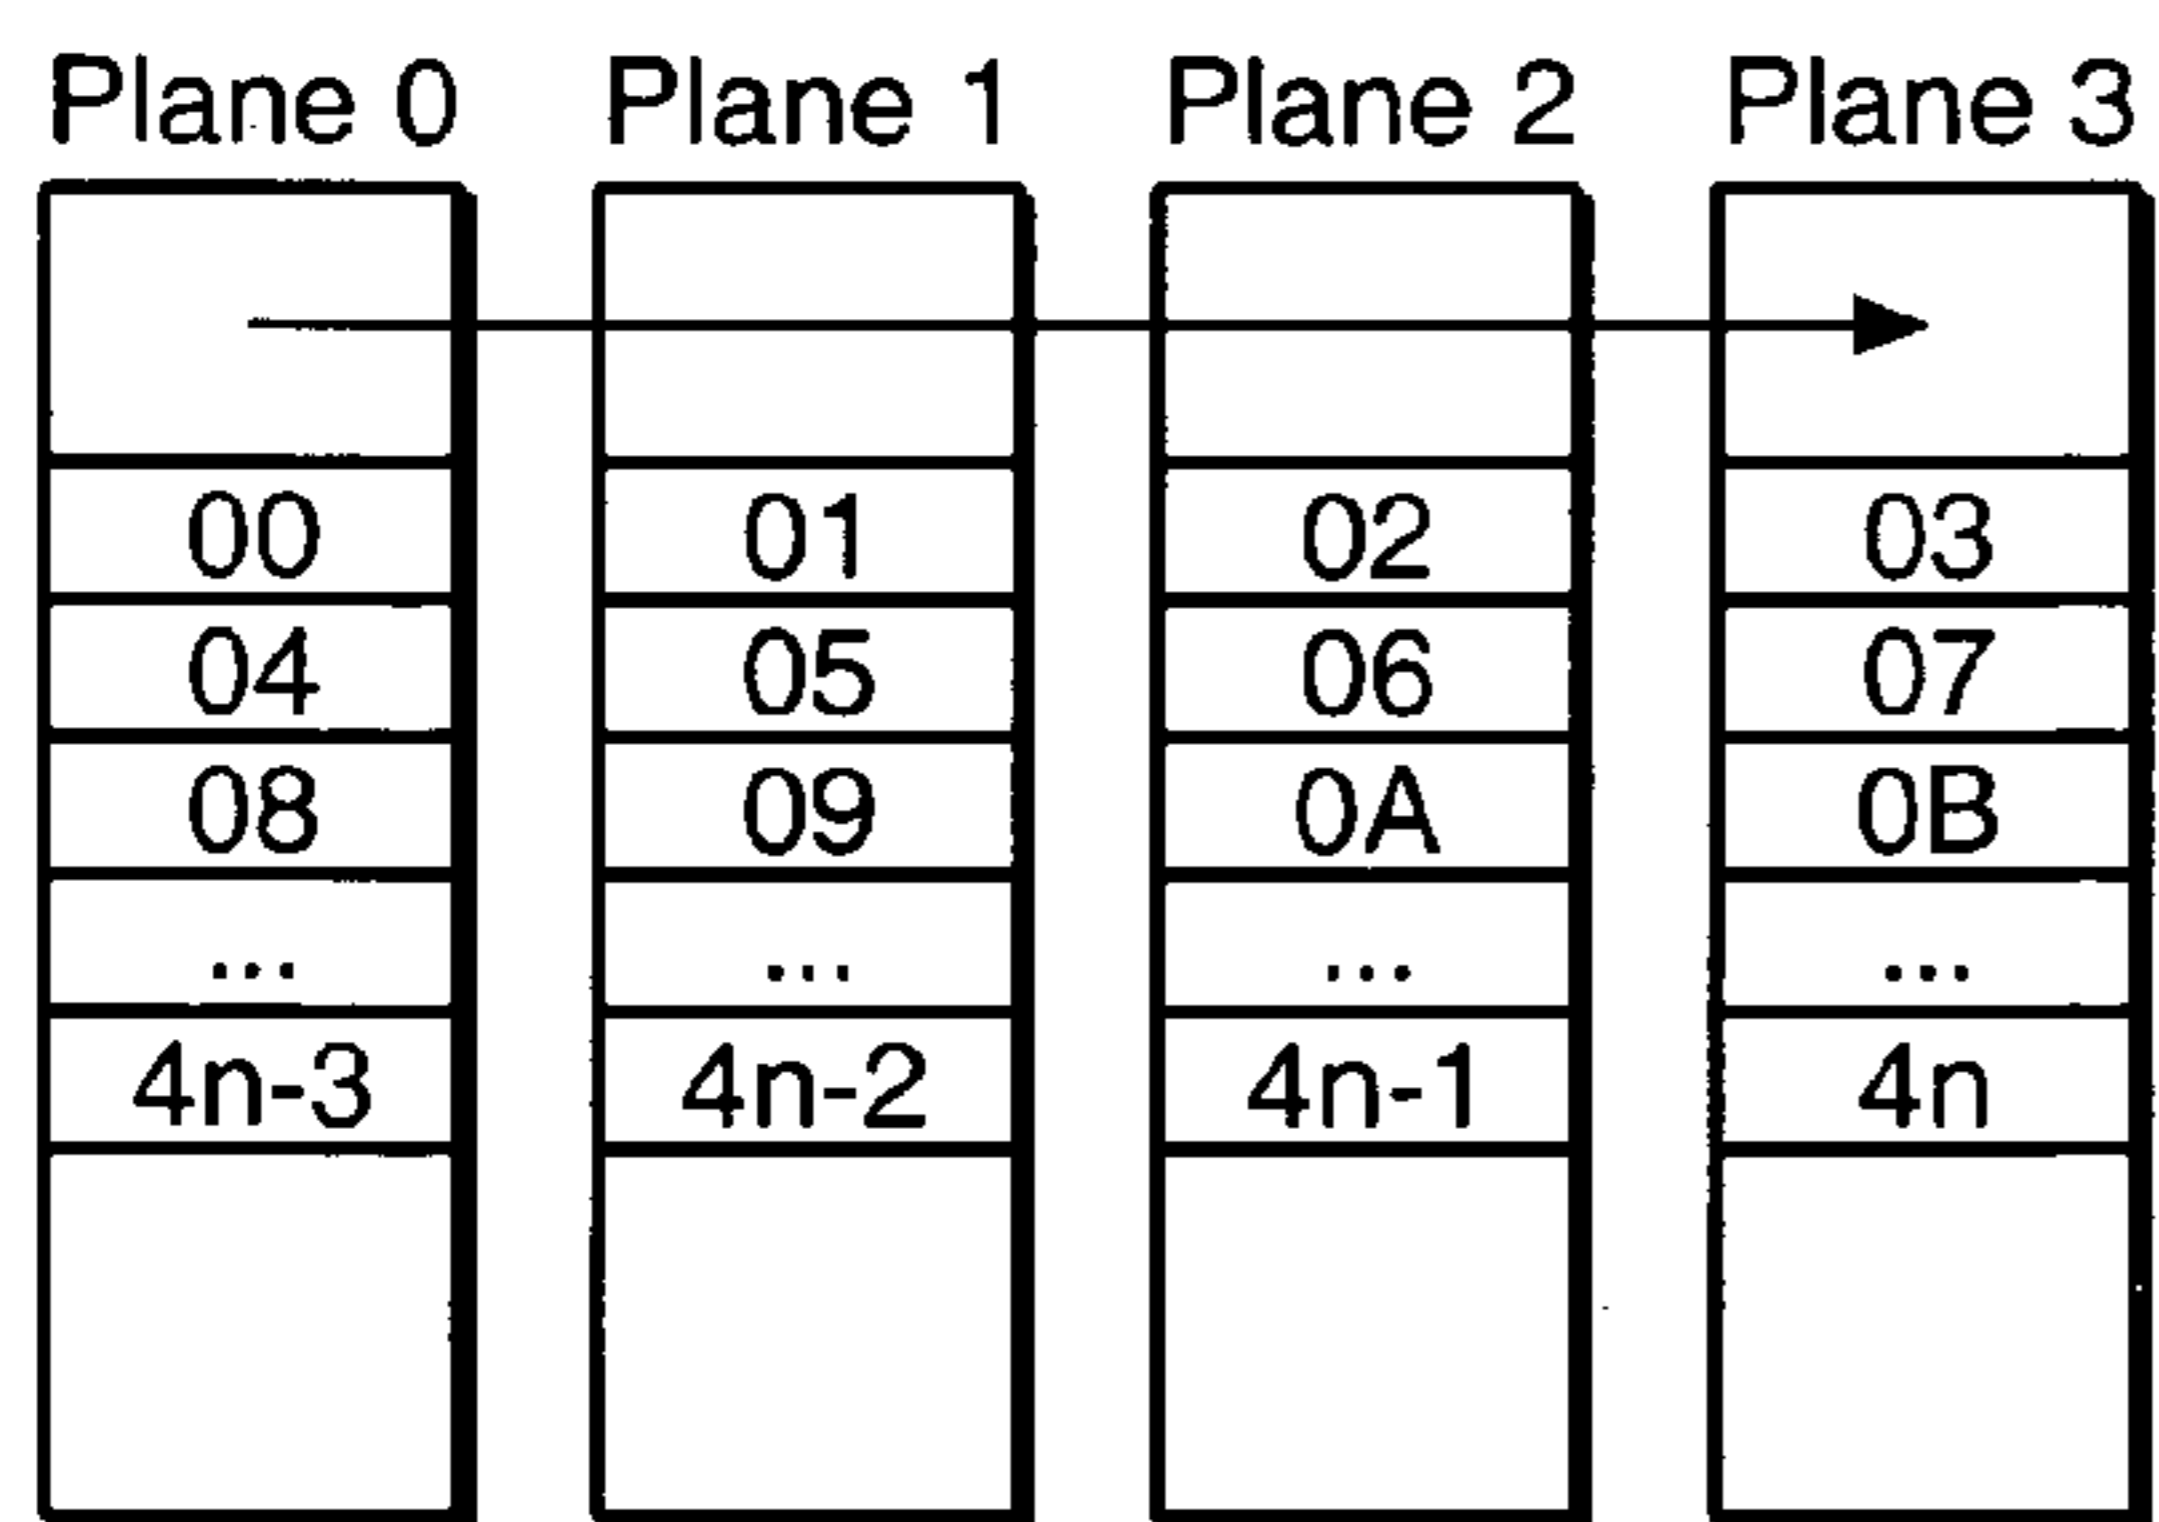 Plane 0 Plane 1 Plane 2 Plane 3
00 01 02 03
04 05 06 07
08 09 0A 0B
... ... ... ...
4n-3 4n-2 4n-1 4n